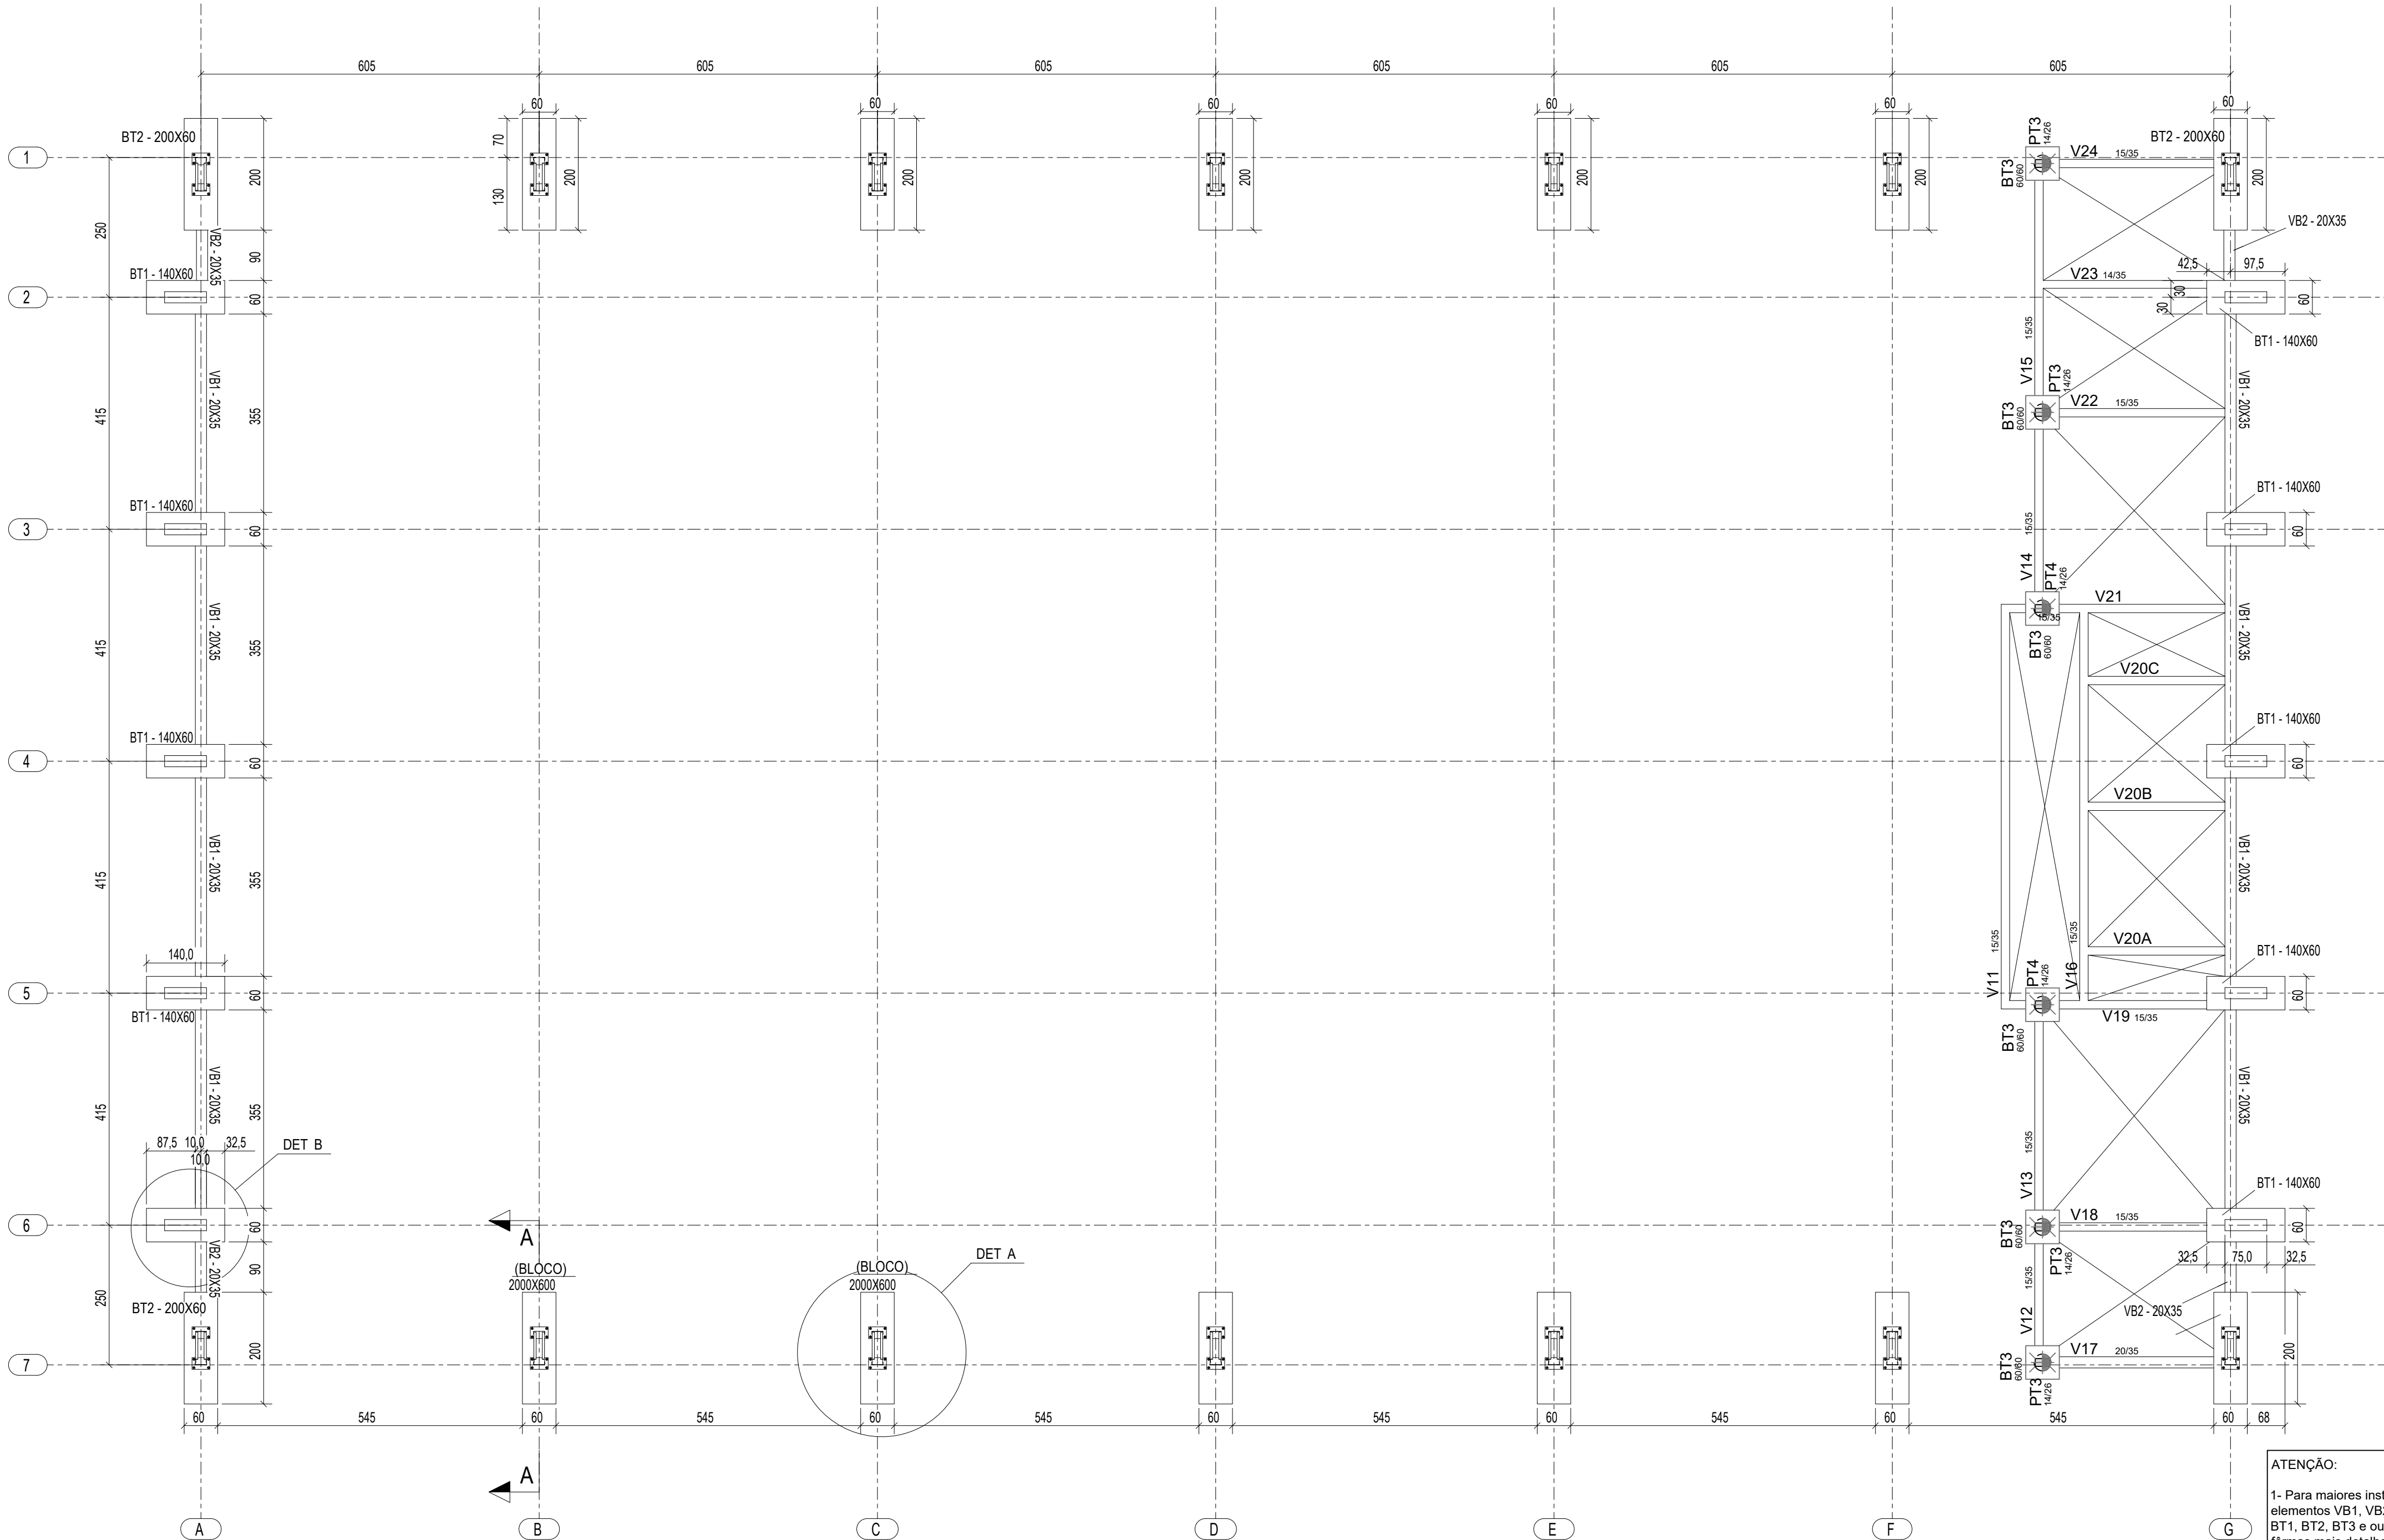 605 605 605 605 605 605
60 60 60 60 60 60
BT2 - 200X60
PT3
14/26
V24 15/35
BT2 - 200X60
1
70
130
200
200
200
200
200
200
200
BT3
60/60
250
VB2 - 20X35
90
VB2 - 20X35
BT1 - 140X60
V23 14/35
42,5 97,5
2
60
30
30
60
BT1 - 140X60
15/35
415
VB1 - 20X35
355
V15
PT3
14/26
VB1 - 20X35
BT3
60/60
V22 15/35
BT1 - 140X60
BT1 - 140X60
3
60
15/35
60
V14
PT4
14/26
V21
415
VB1 - 20X35
355
15/35
BT3
60/60
VB1 - 20X35
V20C
BT1 - 140X60
BT1 - 140X60
4
60
60
V20B
415
VB1 - 20X35
355
VB1 - 20X35
15/35
15/35
V20A
140,0
BT1 - 140X60
5
60
V11
PT4
14/26
V16
60
BT1 - 140X60
V19 15/35
BT3
60/60
415
VB1 - 20X35
355
VB1 - 20X35
87,5 10,0 32,5
10,0
DET B
15/35
V13
BT1 - 140X60
6
60
V18 15/35
60
A
BT3
60/60
PT3
14/26
32,5 75,0 32,5
DET A
250
VB2 - 20X35
90
(BLOCO)
2000X600
(BLOCO)
2000X600
15/35
BT2 - 200X60
V12
VB2 - 20X35
7
200
V17 20/35
200
BT3
60/60
PT3
14/26
60 545 60 545 60 545 60 545 60 545 60 545 60 68
A
ATENÇÃO:
1- Para maiores inst
elementos VB1, VB
BT1, BT2, BT3 e ou
A B C D E F G